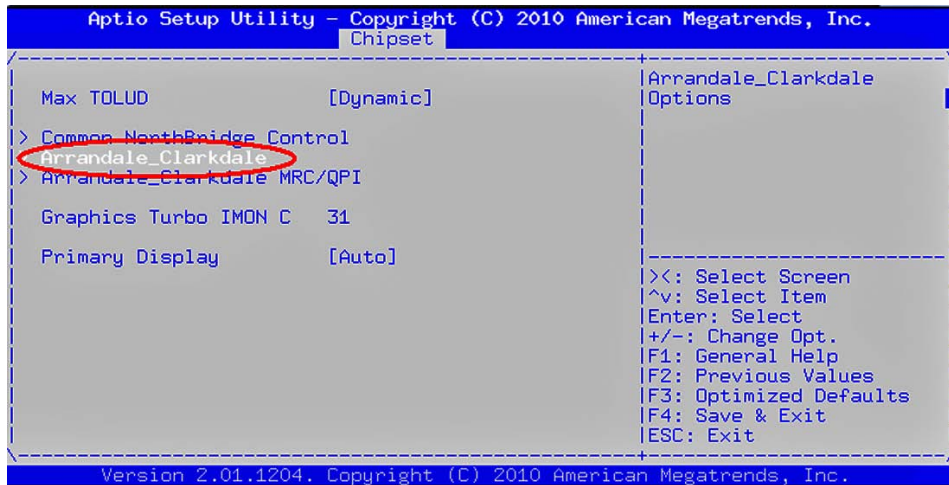 Aptio Setup Utility - Copyright (C) 2010 American Megatrends, Inc.
Chipset
Max TOLUD [Dynamic]
> Common NorthBridge Control
Arrandale_Clarkdale
> Arrandale_Clarkdale MRC/QPI
Graphics Turbo IMON C 31
Primary Display [Auto]
Arrandale_Clarkdale
Options
><: Select Screen
^v: Select Item
Enter: Select
+/-: Change Opt.
F1: General Help
F2: Previous Values
F3: Optimized Defaults
F4: Save & Exit
ESC: Exit
Version 2.01.1204. Copyright (C) 2010 American Megatrends, Inc.